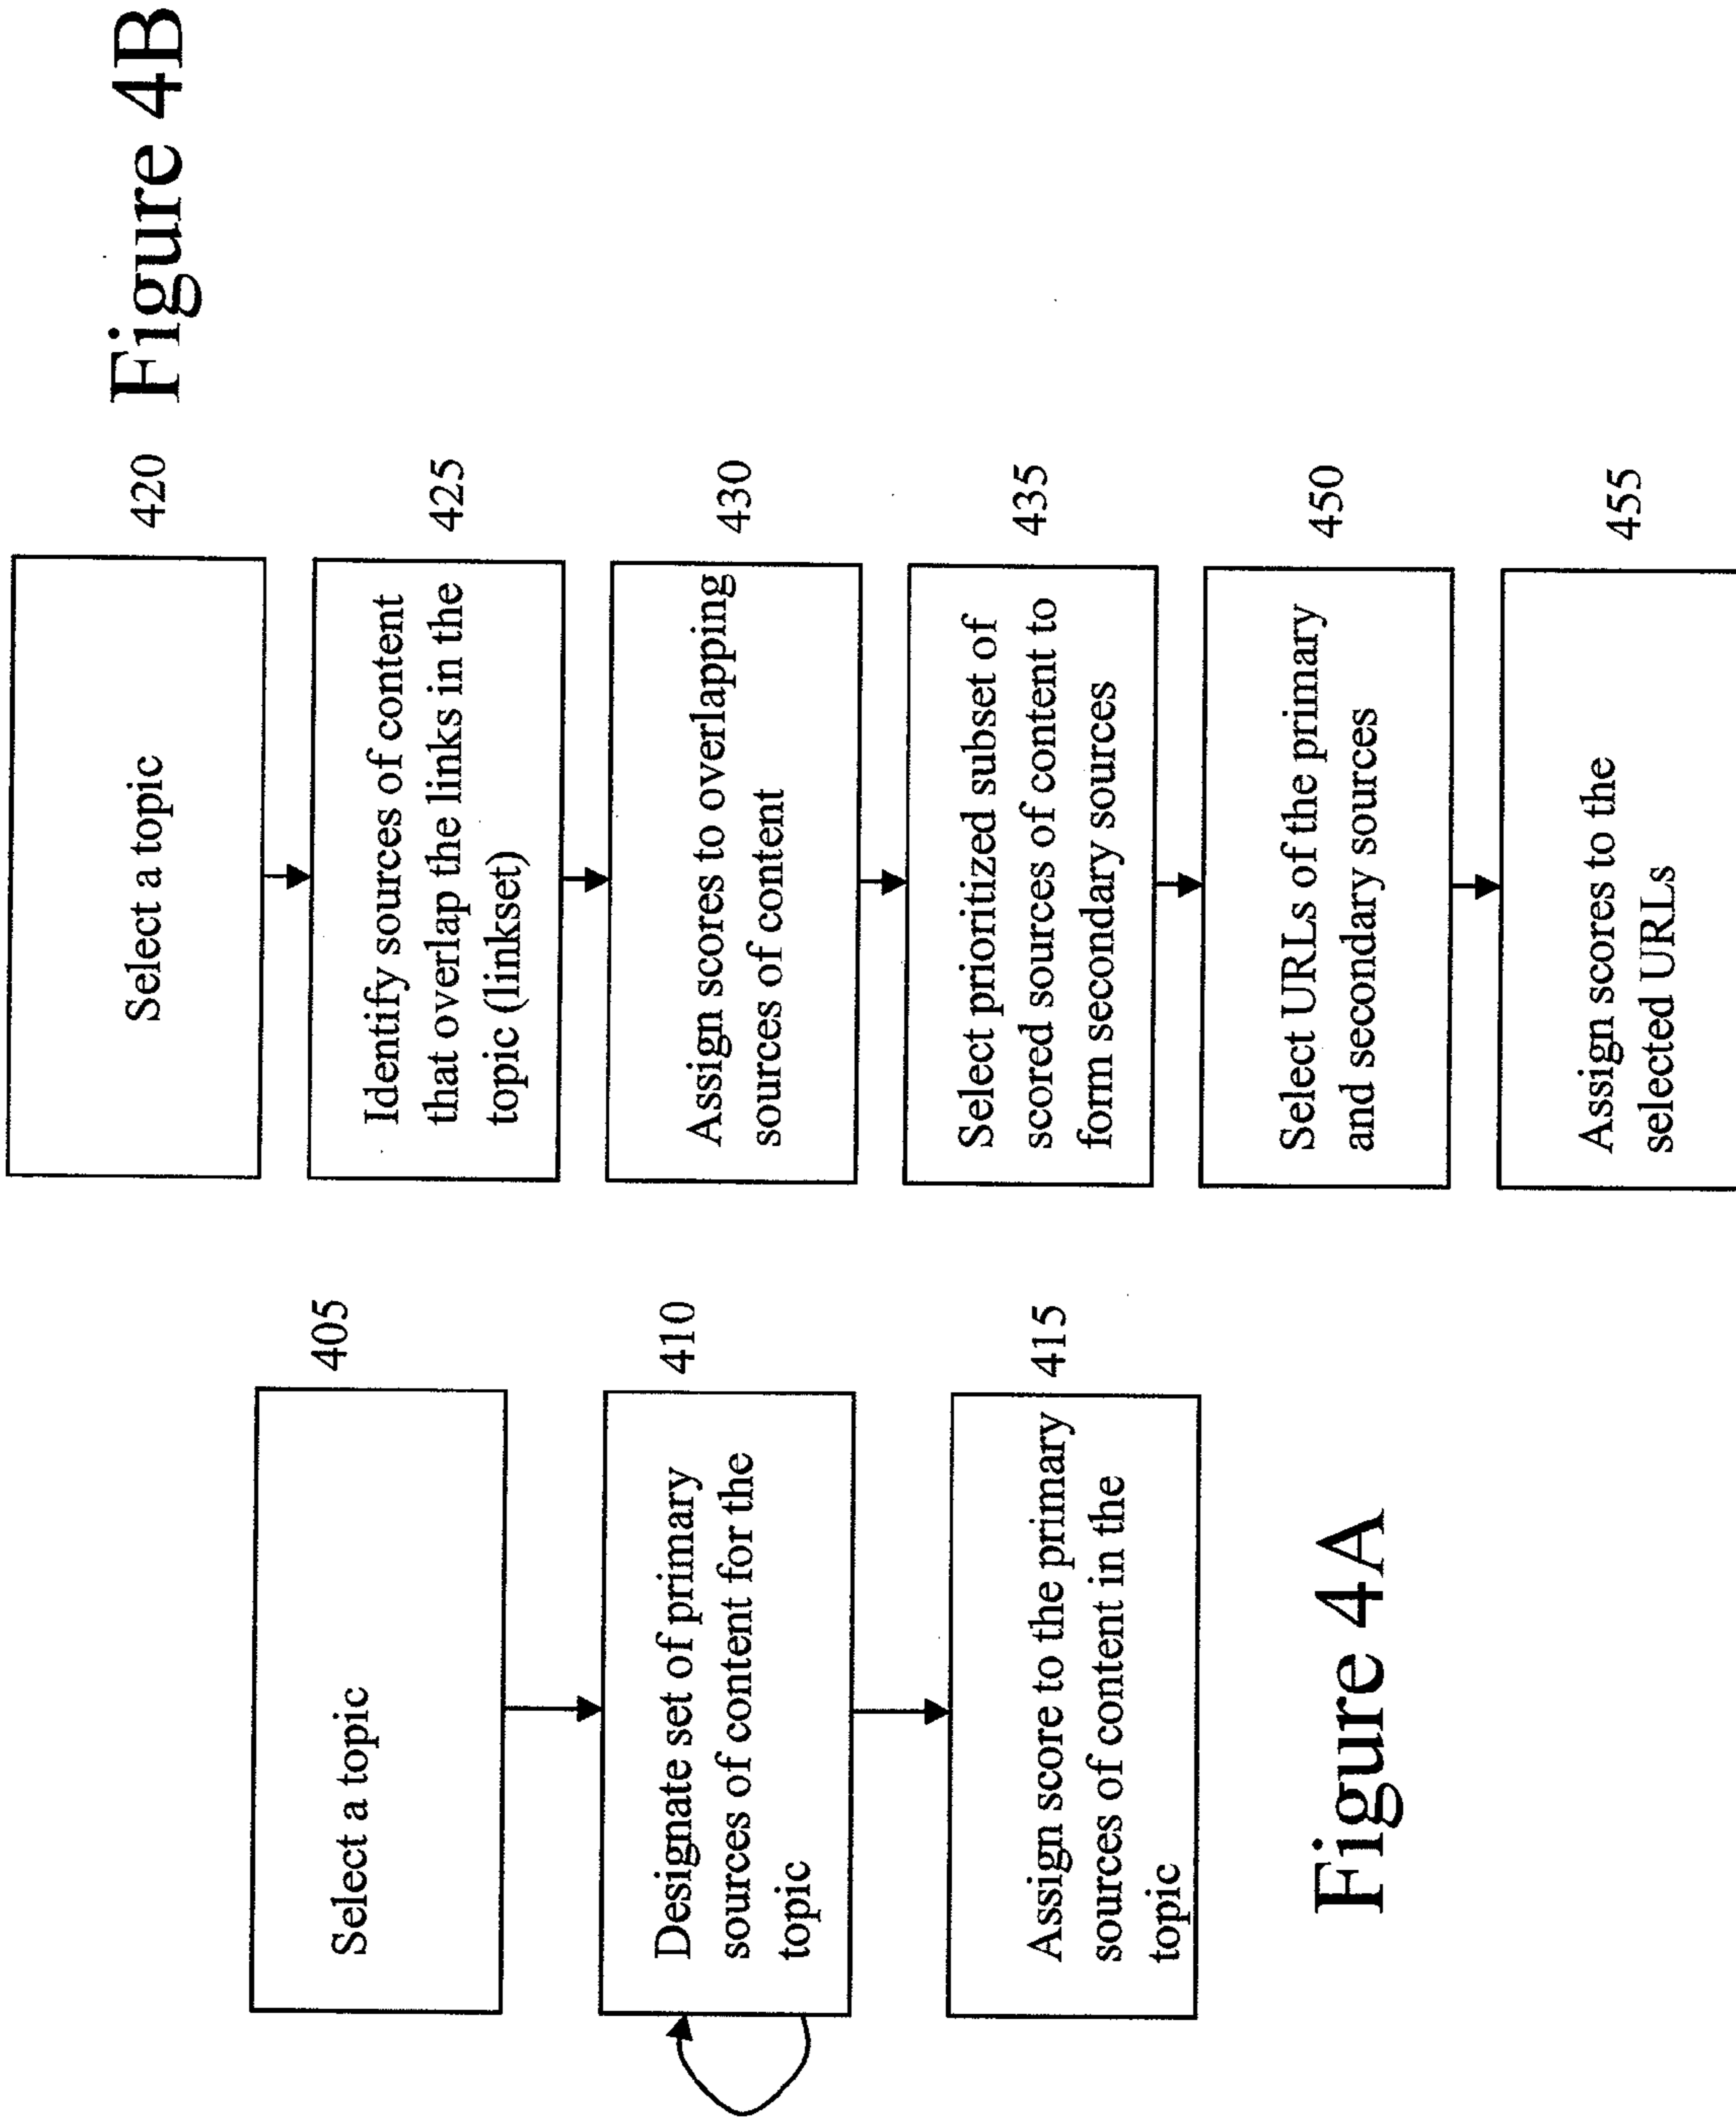 405
Select a topic
410
Designate set of primary
sources of content for the
topic
415
Assign score to the primary
sources of content in the
topic
Figure 4A
Figure 4B
420
Select a topic
425
Identify sources of content
that overlap the links in the
topic (linkset)
430
Assign scores to overlapping
sources of content
435
Select prioritized subset of
scored sources of content to
form secondary sources
450
Select URLs of the primary
and secondary sources
455
Assign scores to the
selected URLs